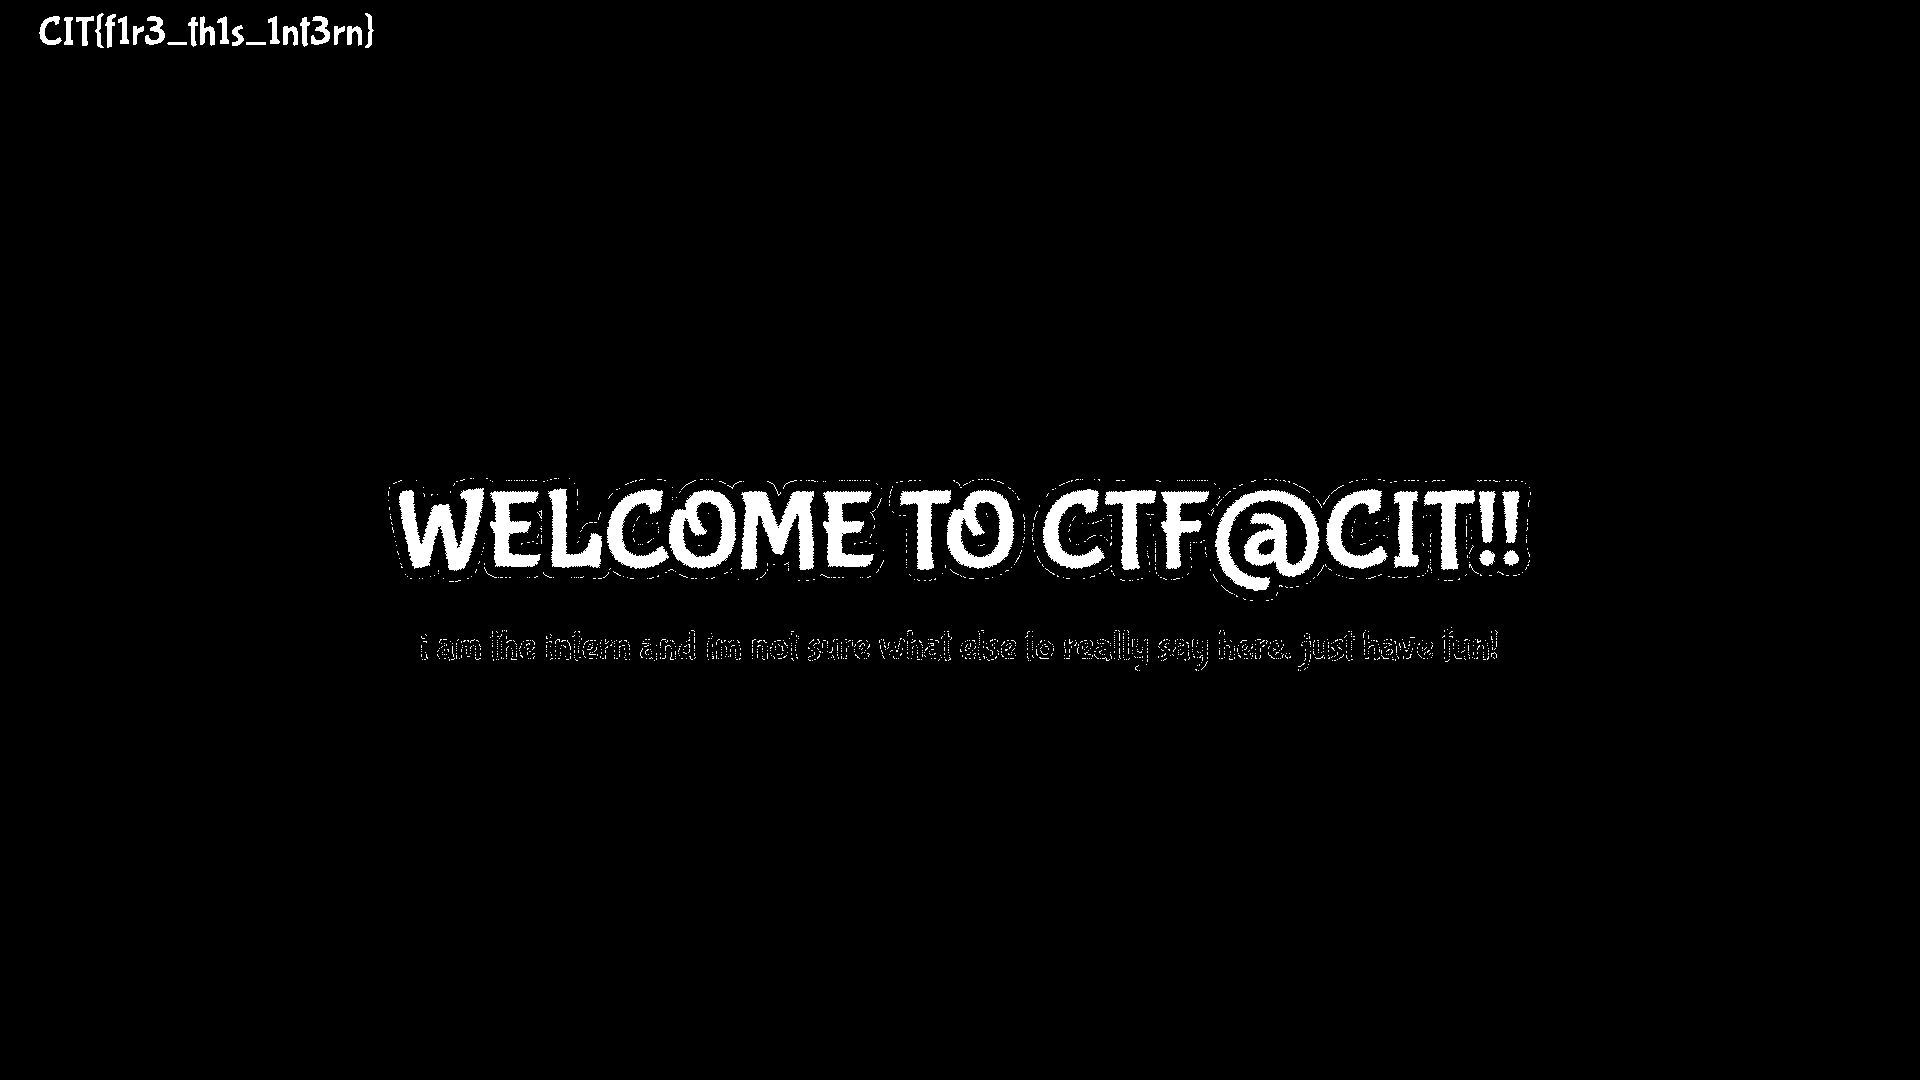 CIT{f1r3_th1s_1nt3rn}
WELCOME TO CTF@CIT!!
i am the intern and im not sure what else to really say here. just have fun!